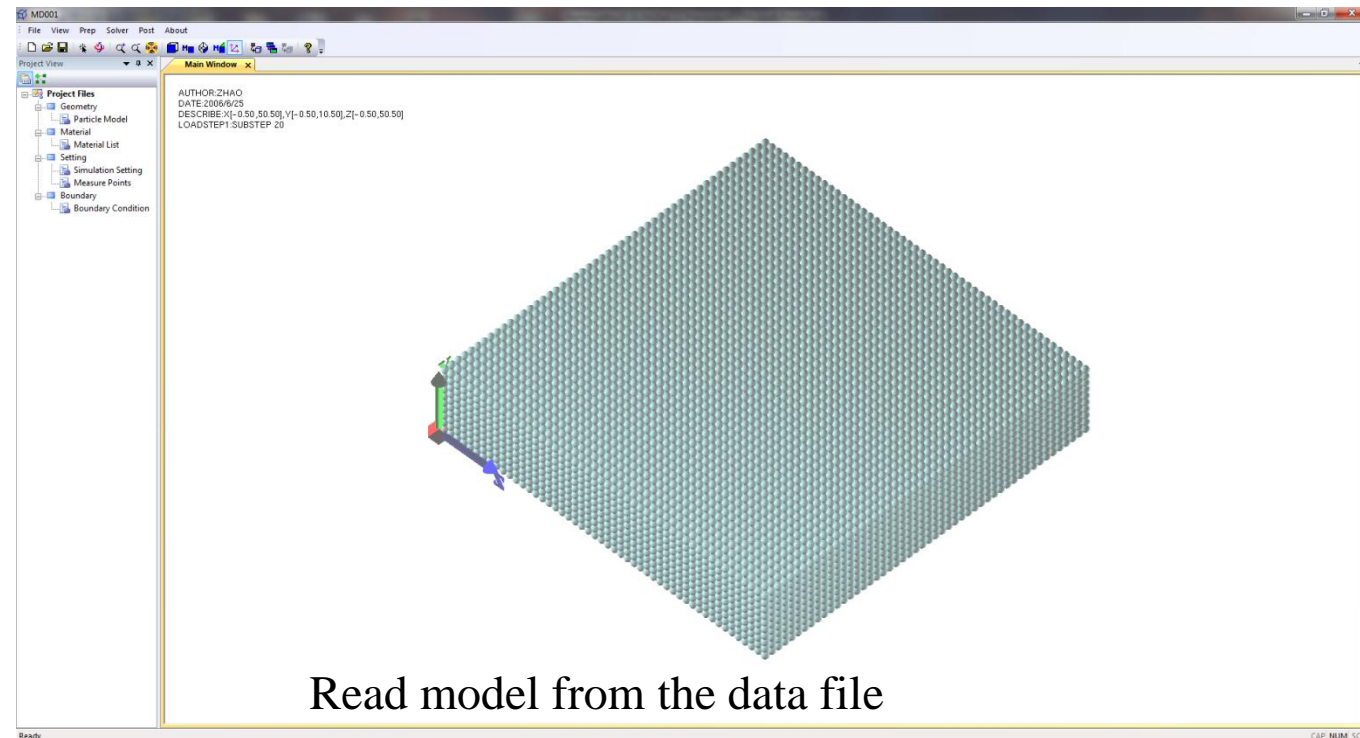 MD001
File View Prep Solver Post About
Project View
Main Window x
Project Files
Geometry
Particle Model
Material
Material List
Setting
Simulation Setting
Measure Points
Boundary
Boundary Condition
AUTHOR:ZHAO
DATE:2006/6/25
DESCRIBE:X[-0.50,50.50],Y[-0.50,10.50],Z[-0.50,50.50]
LOADSTEP1:SUBSTEP 20
Read model from the data file
Ready
CAP NUM